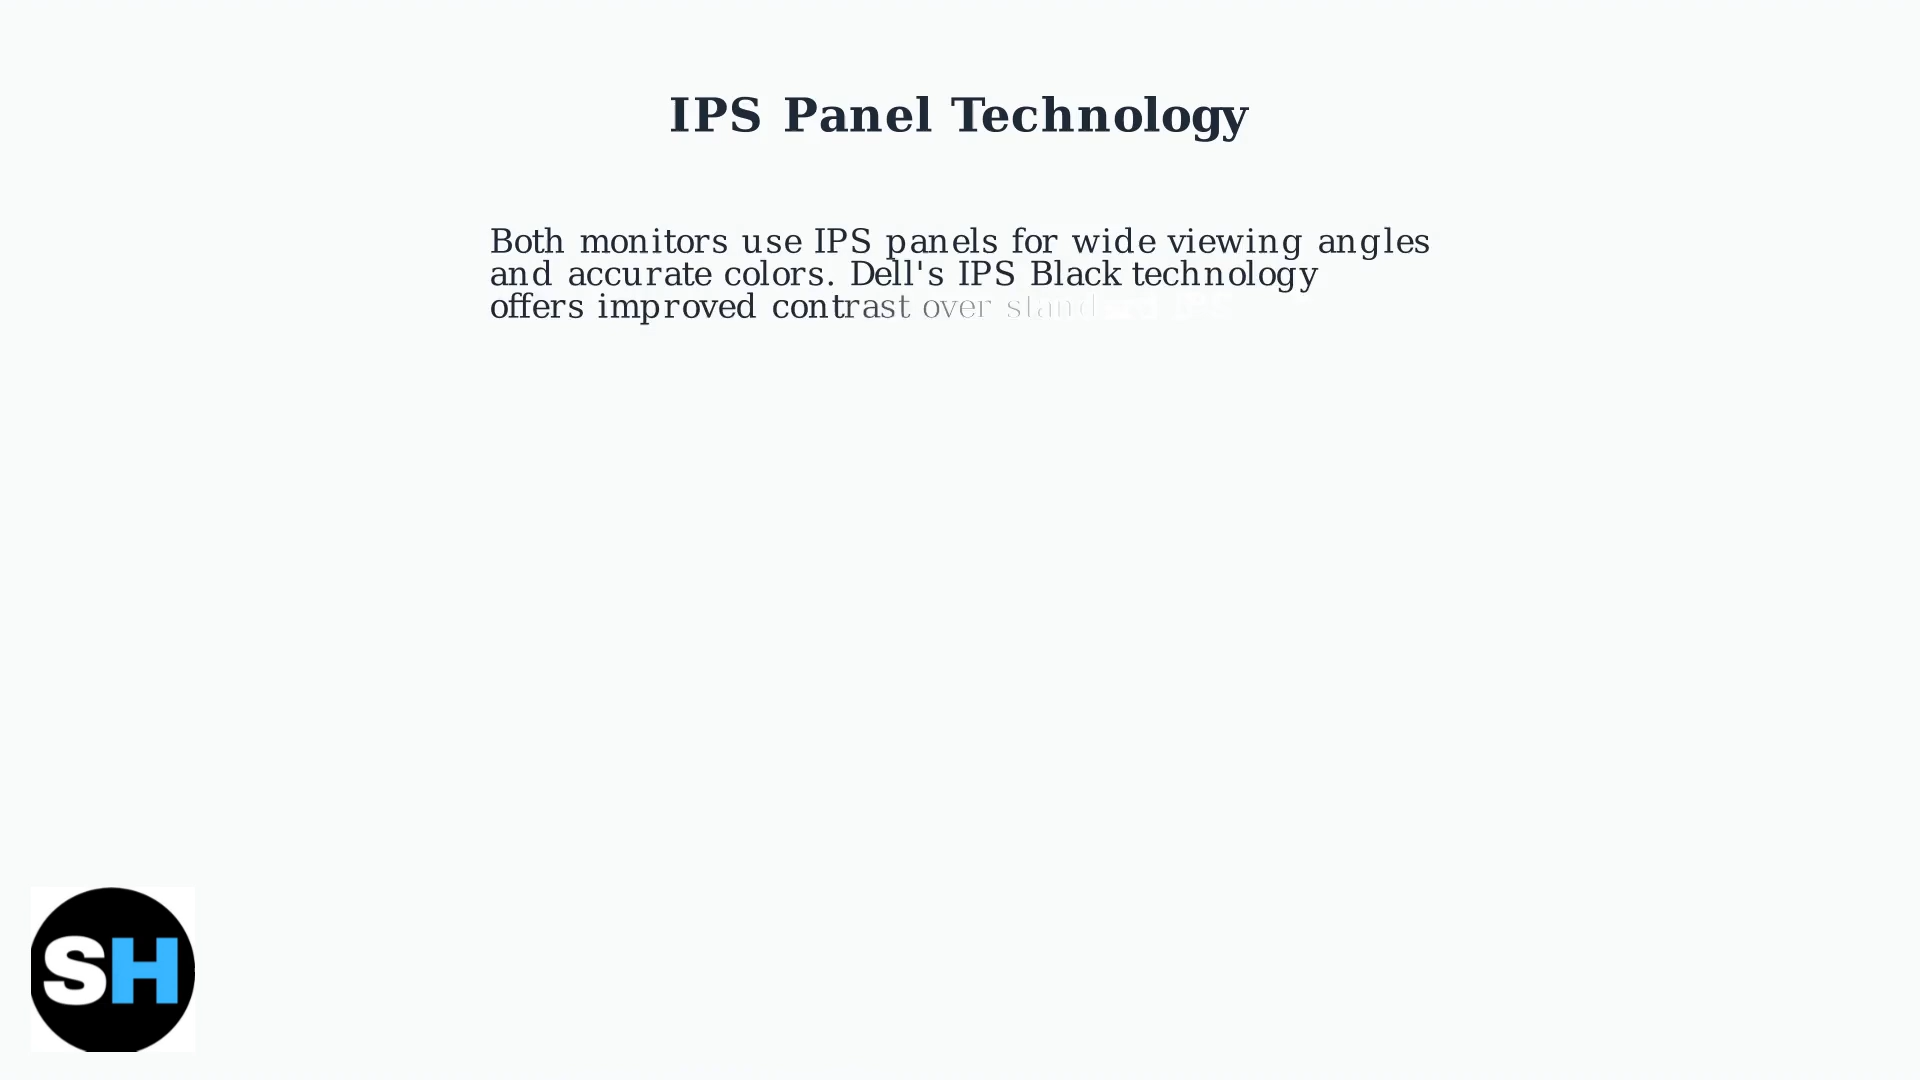 IPS Panel Technology
Both monitors use IPS panels for wide viewing angles
and accurate colors. Dell's IPS Black technology
offers improved contrast over standard
SH